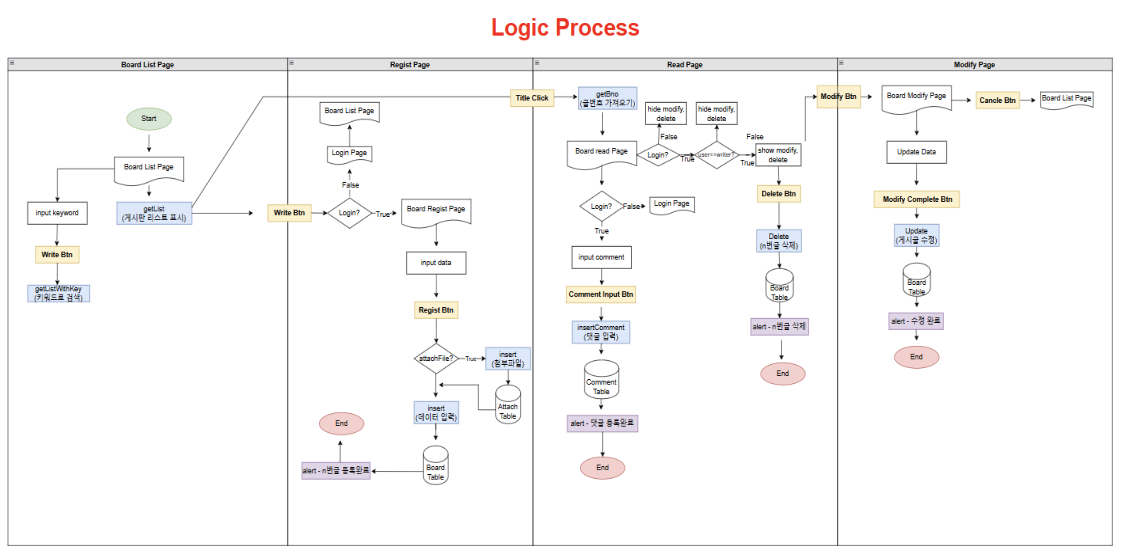 Logic Process
Board List Page
Regist Page
Read Page
Modify Page
Start
Board List Page
input keyword
getList
(게시판 리스트 표시)
Write Btn
getListWithKey
(키워드로 검색)
Board List Page
Login Page
False
Write Btn
Login?
True
Board Regist Page
input data
Regist Btn
attachFile?
True
insert
(첨부파일)
Attach
Table
insert
(데이터 입력)
Board
Table
alert - n번글 등록완료
End
Title Click
getBno
(글번호 가져오기)
Board read Page
hide modify,
delete
False
Login?
True
hide modify,
delete
False
user==writer?
True
show modify,
delete
Login?
False
Login Page
True
input comment
Comment Input Btn
insertComment
(댓글 입력)
Comment
Table
alert - 댓글 등록완료
End
Delete Btn
Delete
(n번글 삭제)
Board
Table
alert - n번글 삭제
End
Modify Btn
Board Modify Page
Cancle Btn
Board List Page
Update Data
Modify Complete Btn
Update
(게시글 수정)
Board
Table
alert - 수정 완료
End